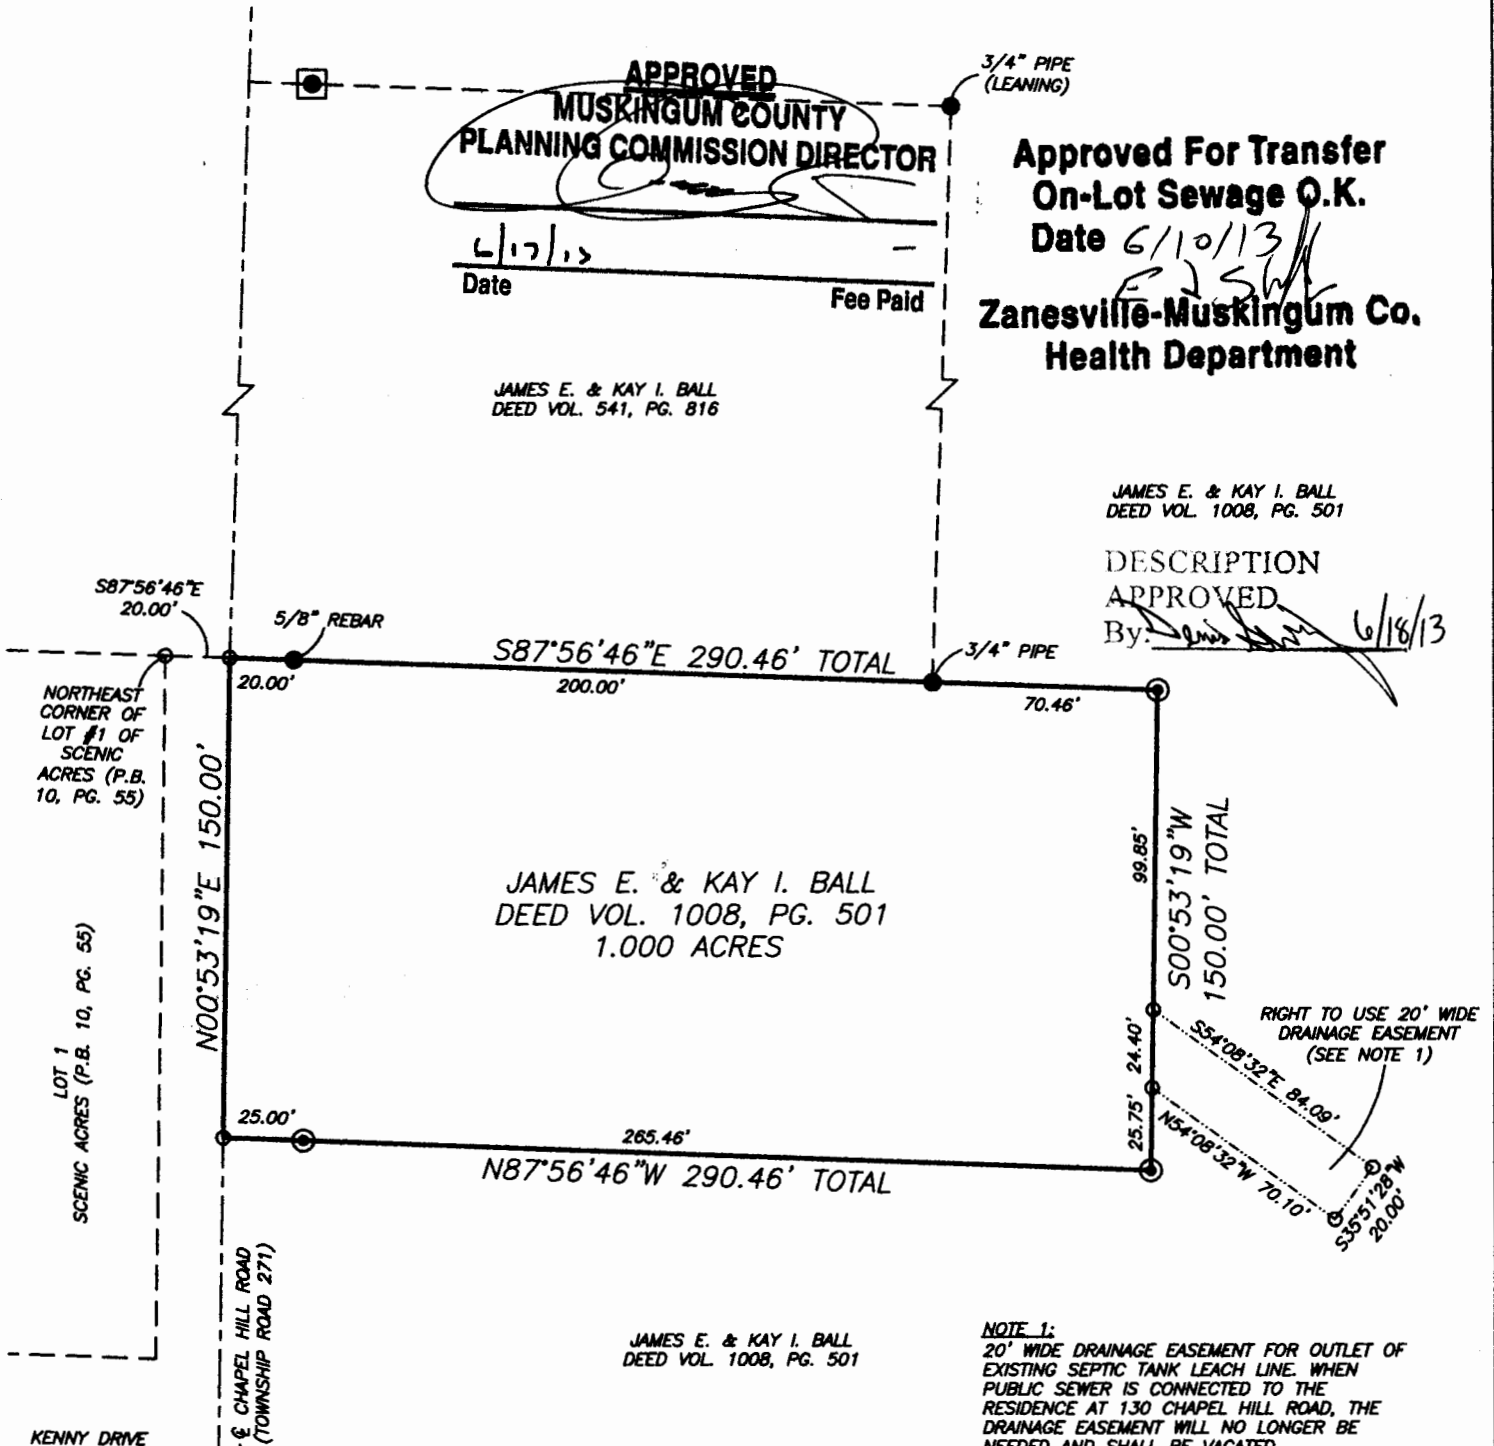 3/4" PIPE
(LEANING)
APPROVED
MUSKINGUM COUNTY
PLANNING COMMISSION DIRECTOR
6/17/13
Date
Fee Paid
Approved For Transfer
On-Lot Sewage O.K.
Date 6/10/13
Zanesville-Muskingum Co.
Health Department
JAMES E. & KAY I. BALL
DEED VOL. 541, PG. 816
JAMES E. & KAY I. BALL
DEED VOL. 1008, PG. 501
DESCRIPTION
APPROVED
By: 6/18/13
S87°56'46"E
20.00'
5/8" REBAR
S87°56'46"E 290.46' TOTAL
3/4" PIPE
20.00'
200.00'
70.46'
NORTHEAST
CORNER OF
LOT #1 OF
SCENIC
ACRES (P.B.
10, PG. 55)
N00°53'19"E 150.00'
JAMES E. & KAY I. BALL
DEED VOL. 1008, PG. 501
1.000 ACRES
99.85'
S00°53'19"W
150.00' TOTAL
24.40'
25.75'
RIGHT TO USE 20' WIDE
DRAINAGE EASEMENT
(SEE NOTE 1)
S54°08'32"E 84.09'
N54°08'32"W 70.10'
S35°51'28"W
20.00'
LOT 1
SCENIC ACRES (P.B. 10, PG. 55)
25.00'
265.46'
N87°56'46"W 290.46' TOTAL
℄ CHAPEL HILL ROAD
(TOWNSHIP ROAD 271)
JAMES E. & KAY I. BALL
DEED VOL. 1008, PG. 501
KENNY DRIVE
NOTE 1:
20' WIDE DRAINAGE EASEMENT FOR OUTLET OF
EXISTING SEPTIC TANK LEACH LINE. WHEN
PUBLIC SEWER IS CONNECTED TO THE
RESIDENCE AT 130 CHAPEL HILL ROAD, THE
DRAINAGE EASEMENT WILL NO LONGER BE
NEEDED AND SHALL BE VACATED